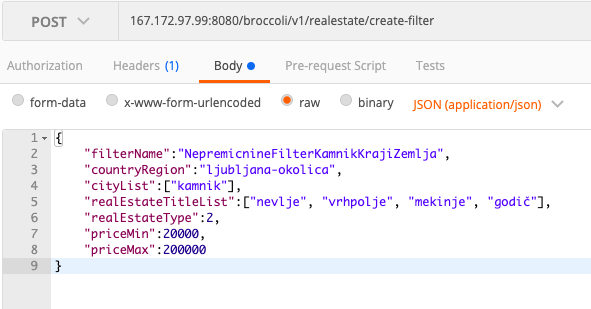 POST 167.172.97.99:8080/broccoli/v1/realestate/create-filter
Authorization Headers (1) Body Pre-request Script Tests
form-data x-www-form-urlencoded raw binary JSON (application/json)
1 {
2 "filterName":"NepremicnineFilterKamnikKrajiZemlja",
3 "countryRegion":"ljubljana-okolica",
4 "cityList":["kamnik"],
5 "realEstateTitleList":["nevlje", "vrhpolje", "mekinje", "godič"],
6 "realEstateType":2,
7 "priceMin":20000,
8 "priceMax":200000
9 }